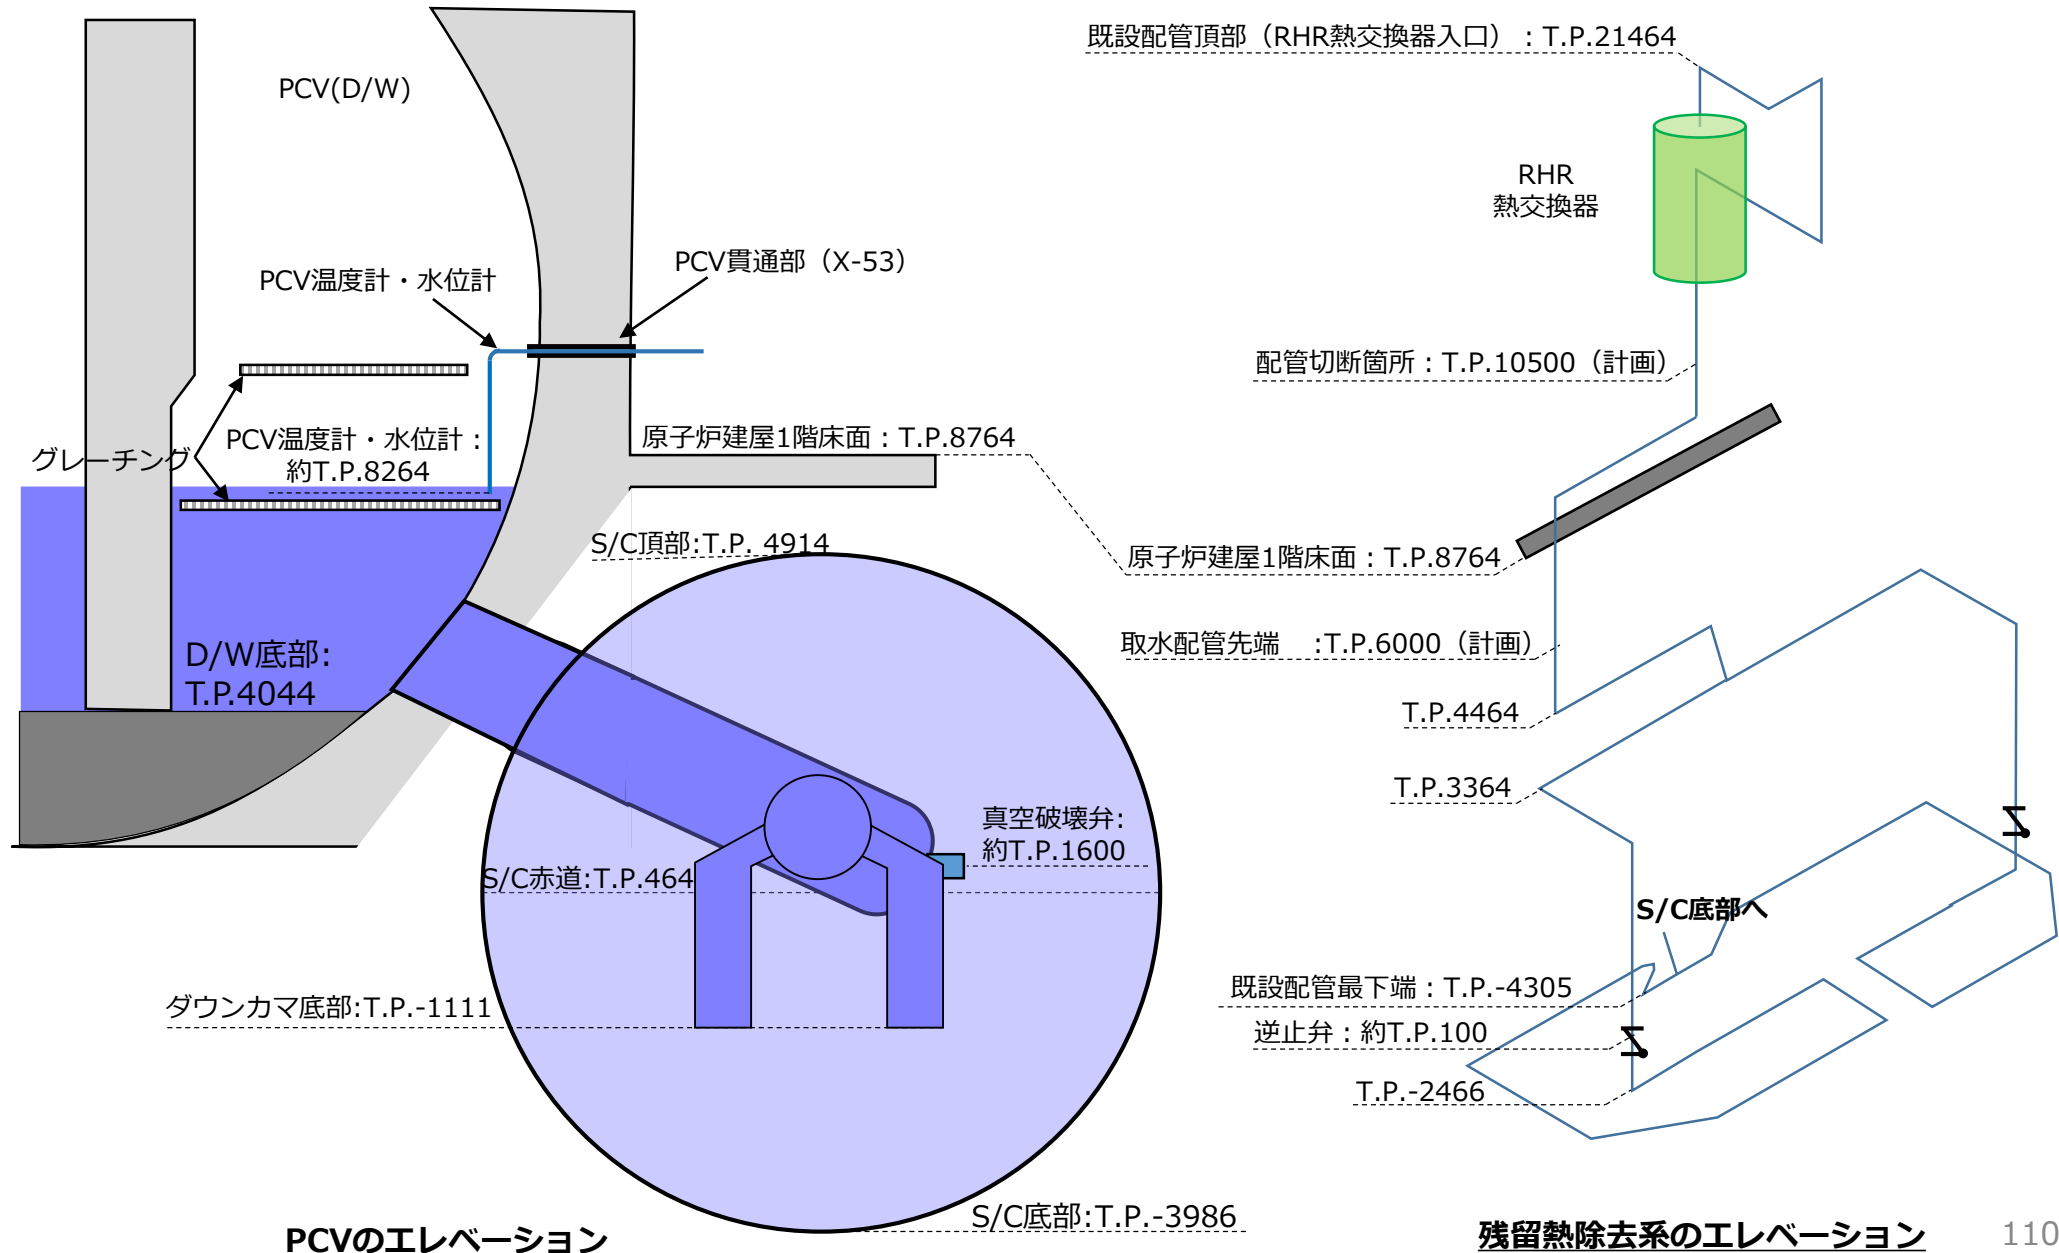 PCV(D/W)
PCV温度計・水位計
PCV貫通部（X-53）
グレーチング
PCV温度計・水位計：
約T.P.8264
原子炉建屋1階床面：T.P.8764
S/C頂部:T.P. 4914
D/W底部:
T.P.4044
真空破壊弁:
約T.P.1600
S/C赤道:T.P.464
ダウンカマ底部:T.P.-1111
S/C底部:T.P.-3986
PCVのエレベーション
既設配管頂部（RHR熱交換器入口）：T.P.21464
RHR
熱交換器
配管切断箇所：T.P.10500（計画）
原子炉建屋1階床面：T.P.8764
取水配管先端　:T.P.6000（計画）
T.P.4464
T.P.3364
S/C底部へ
既設配管最下端：T.P.-4305
逆止弁：約T.P.100
T.P.-2466
残留熱除去系のエレベーション
110